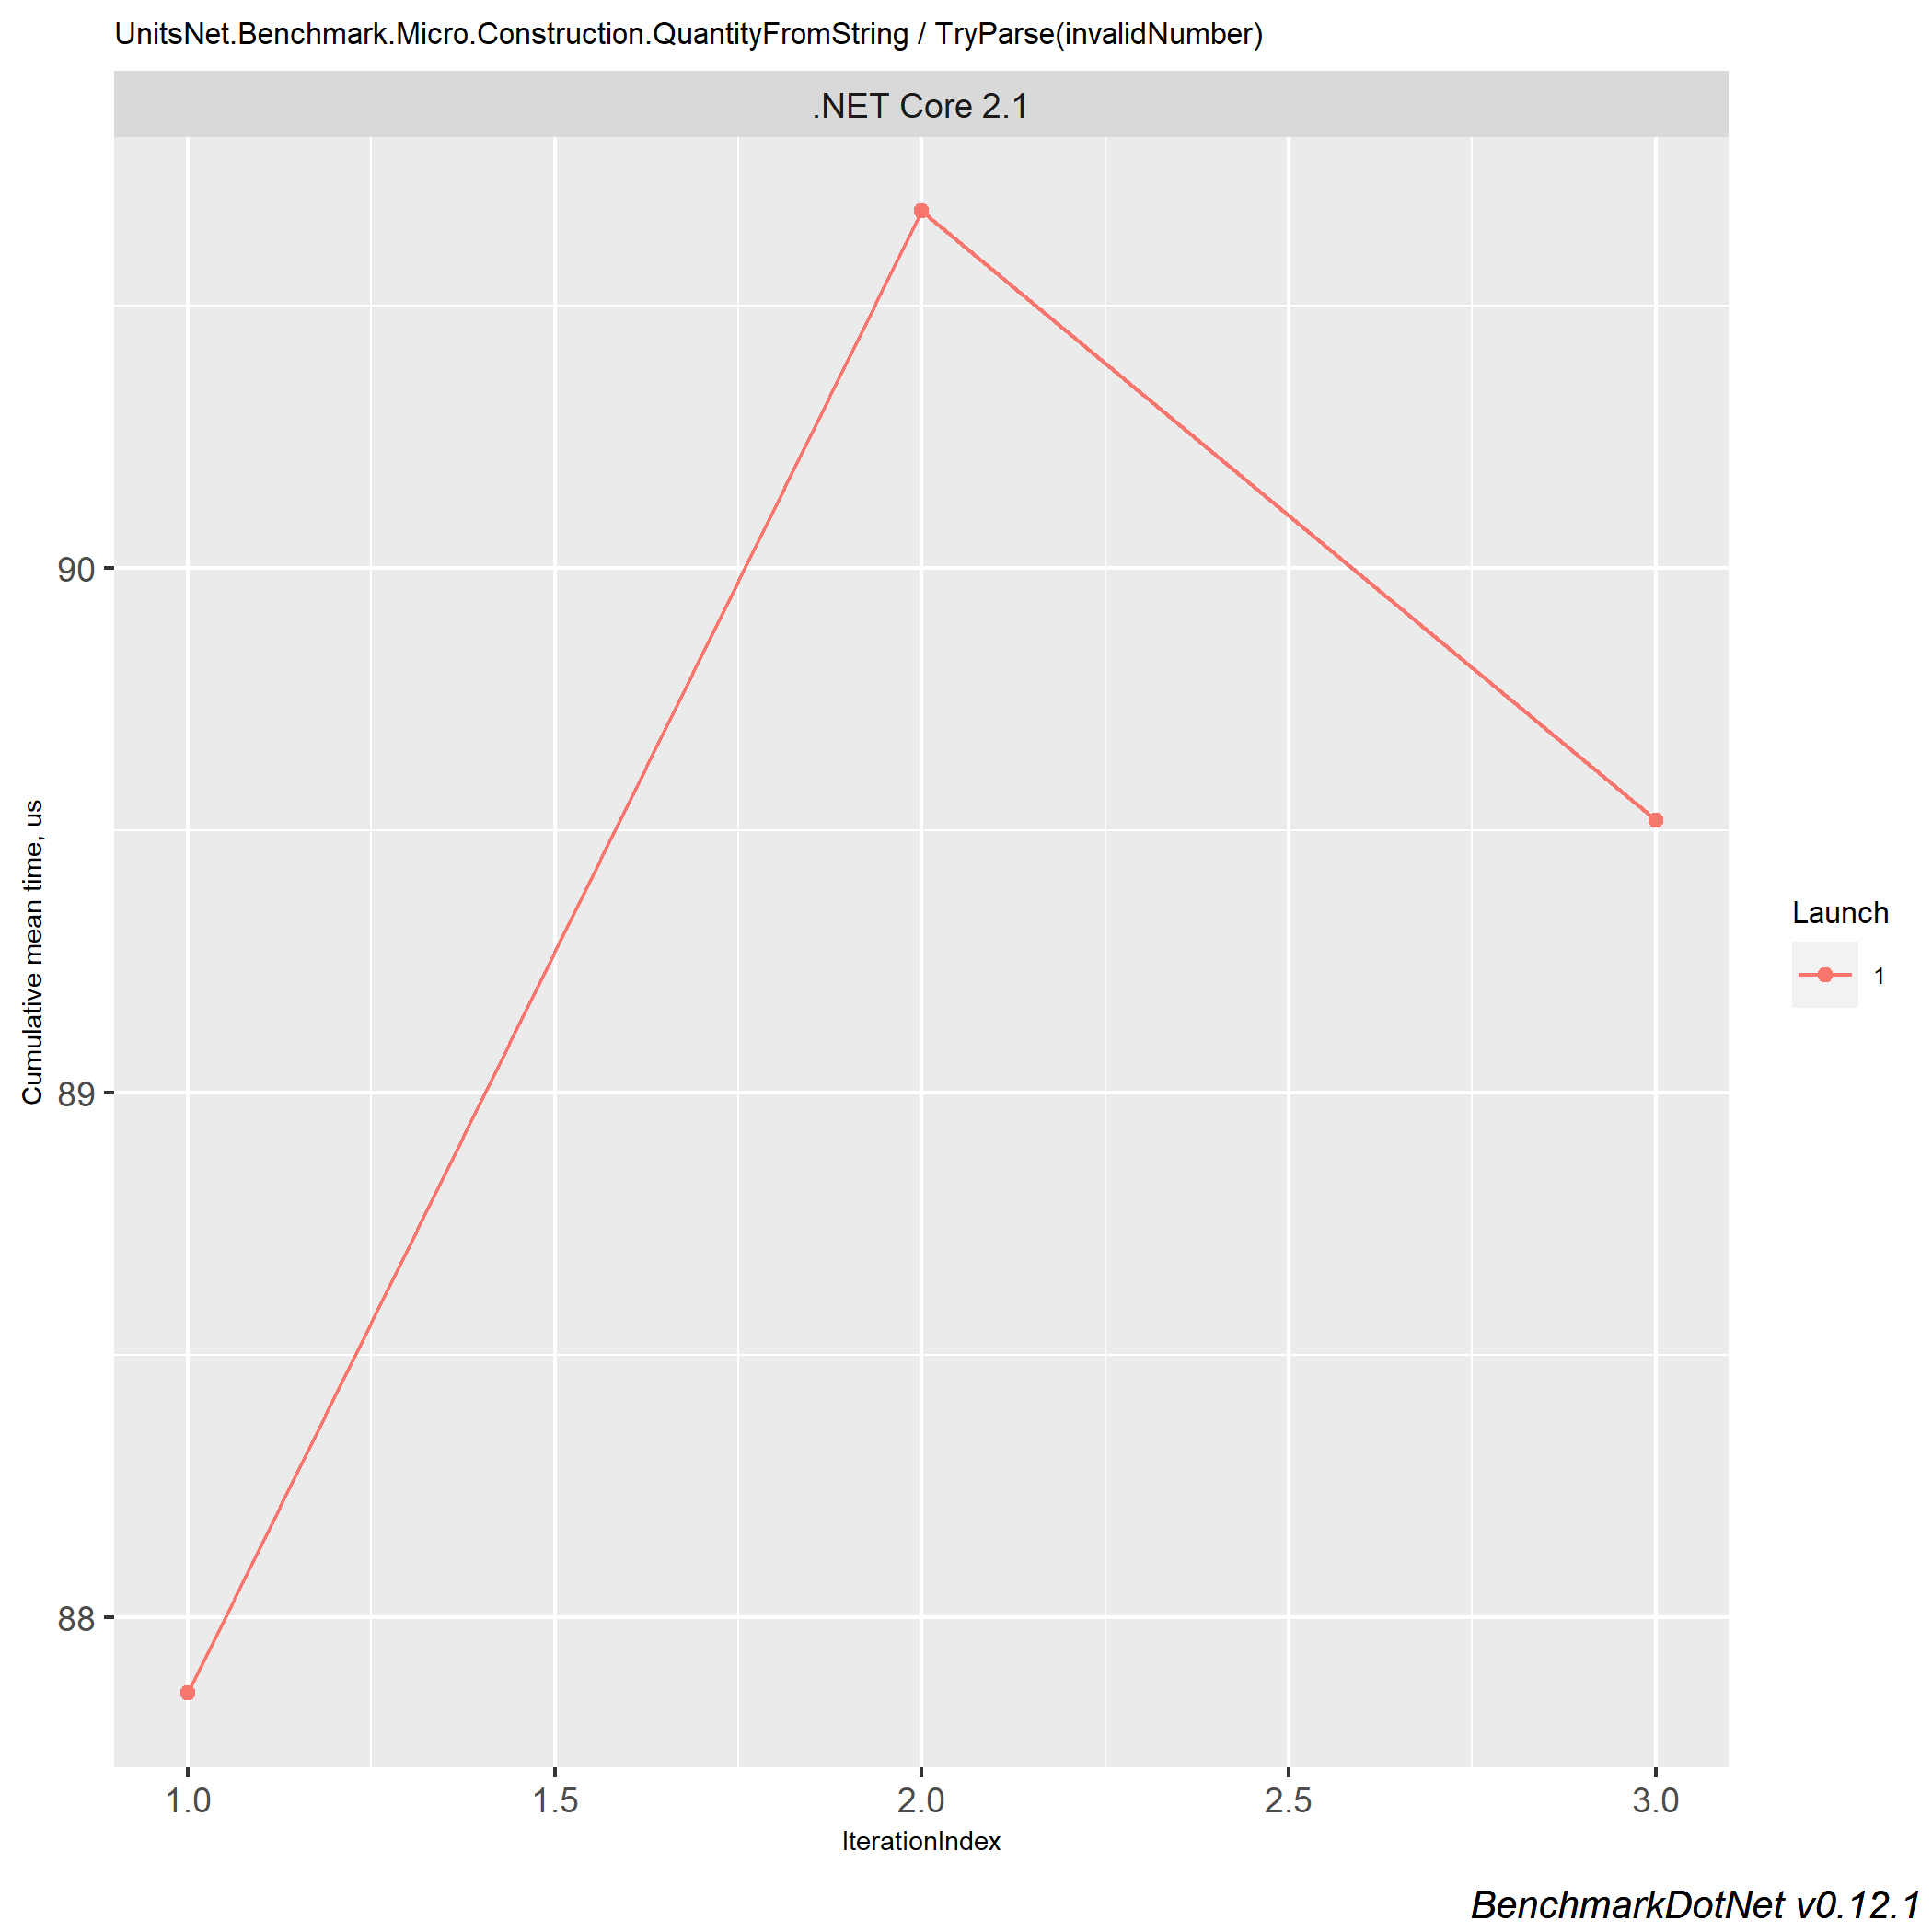 UnitsNet.Benchmark.Micro.Construction.QuantityFromString / TryParse(invalidNumber)
.NET Core 2.1
Cumulative mean time, us
90
89
88
1.0 1.5 2.0 2.5 3.0
IterationIndex
Launch
1
BenchmarkDotNet v0.12.1